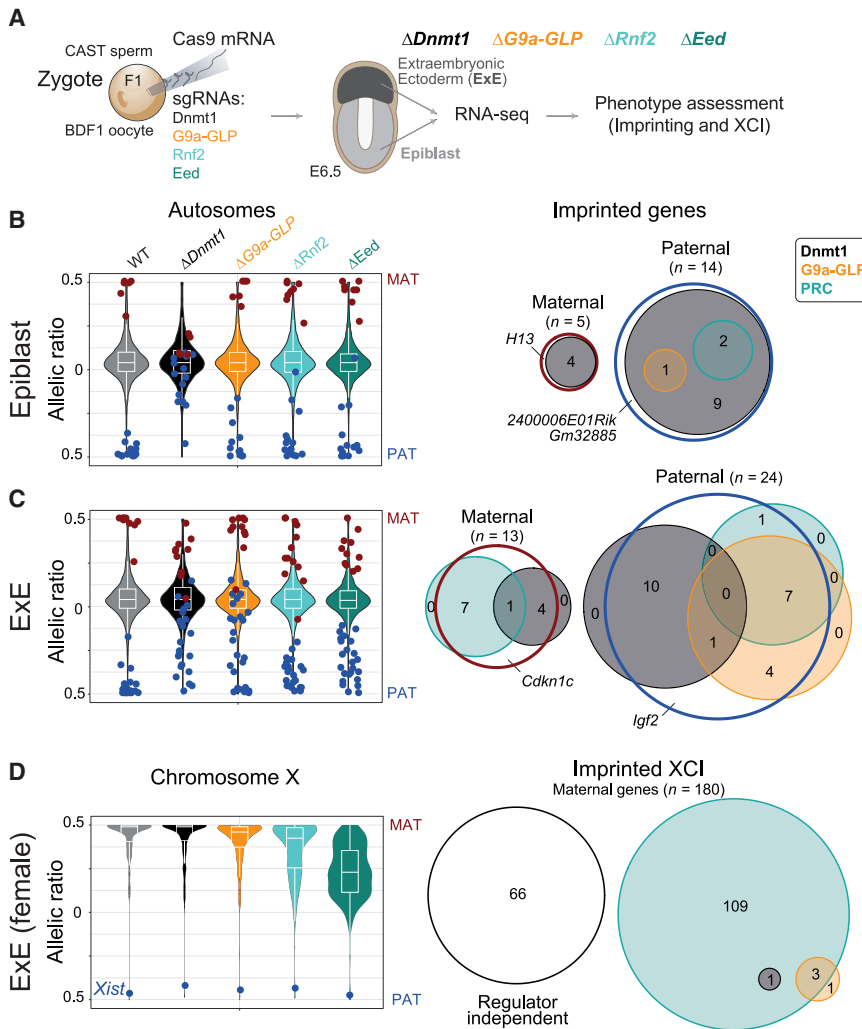 A
CAST sperm
Cas9 mRNA
Zygote
F1
BDF1 oocyte
sgRNAs:
Dnmt1
G9a-GLP
Rnf2
Eed
ΔDnmt1 ΔG9a-GLP ΔRnf2 ΔEed
Extraembryonic
Ectoderm (ExE)
Epiblast
E6.5
RNA-seq
Phenotype assessment
(Imprinting and XCI)
B
Autosomes
WT ΔDnmt1 ΔG9a-GLP ΔRnf2 ΔEed
Epiblast
Allelic ratio
0.5
0
0.5
MAT
PAT
Imprinted genes
Maternal
(n = 5)
H13
4
Paternal
(n = 14)
1
2
9
2400006E01Rik
Gm32885
Dnmt1
G9a-GLP
PRC
C
ExE
Allelic ratio
0.5
0
0.5
MAT
PAT
Maternal
(n = 13)
0
7
1
4
0
Cdkn1c
Paternal (n = 24)
1
0
0
0
10
0
7
0
0
1
4
Igf2
D
Chromosome X
ExE (female)
Allelic ratio
0.5
0
0.5
MAT
PAT
Xist
Imprinted XCI
Maternal genes (n = 180)
66
Regulator
independent
109
1
3
1